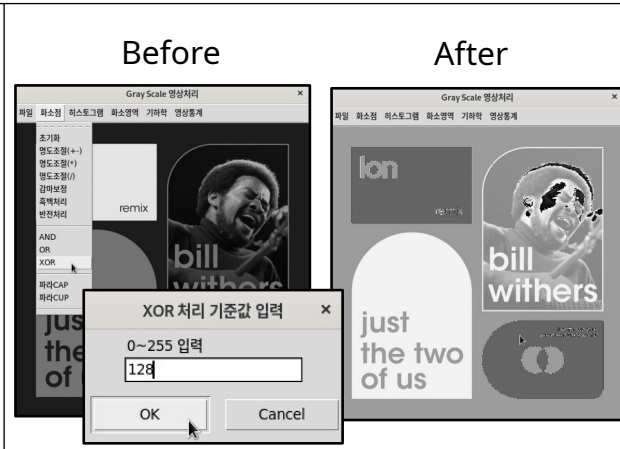 Before
After
Gray Scale 영상처리 ×
파일 화소점 히스토그램 화소영역 기하학 영상통계
초기화
명도조절(+-)
명도조절(*)
명도조절(/)
감마보정
흑백처리
반전처리
AND
OR
XOR
파라CAP
파라CUP
remix
bill
withers
just
the
of
XOR 처리 기준값 입력 ×
0~255 입력
128
OK Cancel
Gray Scale 영상처리 ×
파일 화소점 히스토그램 화소영역 기하학 영상통계
lon
remix
bill
withers
just
the two
of us